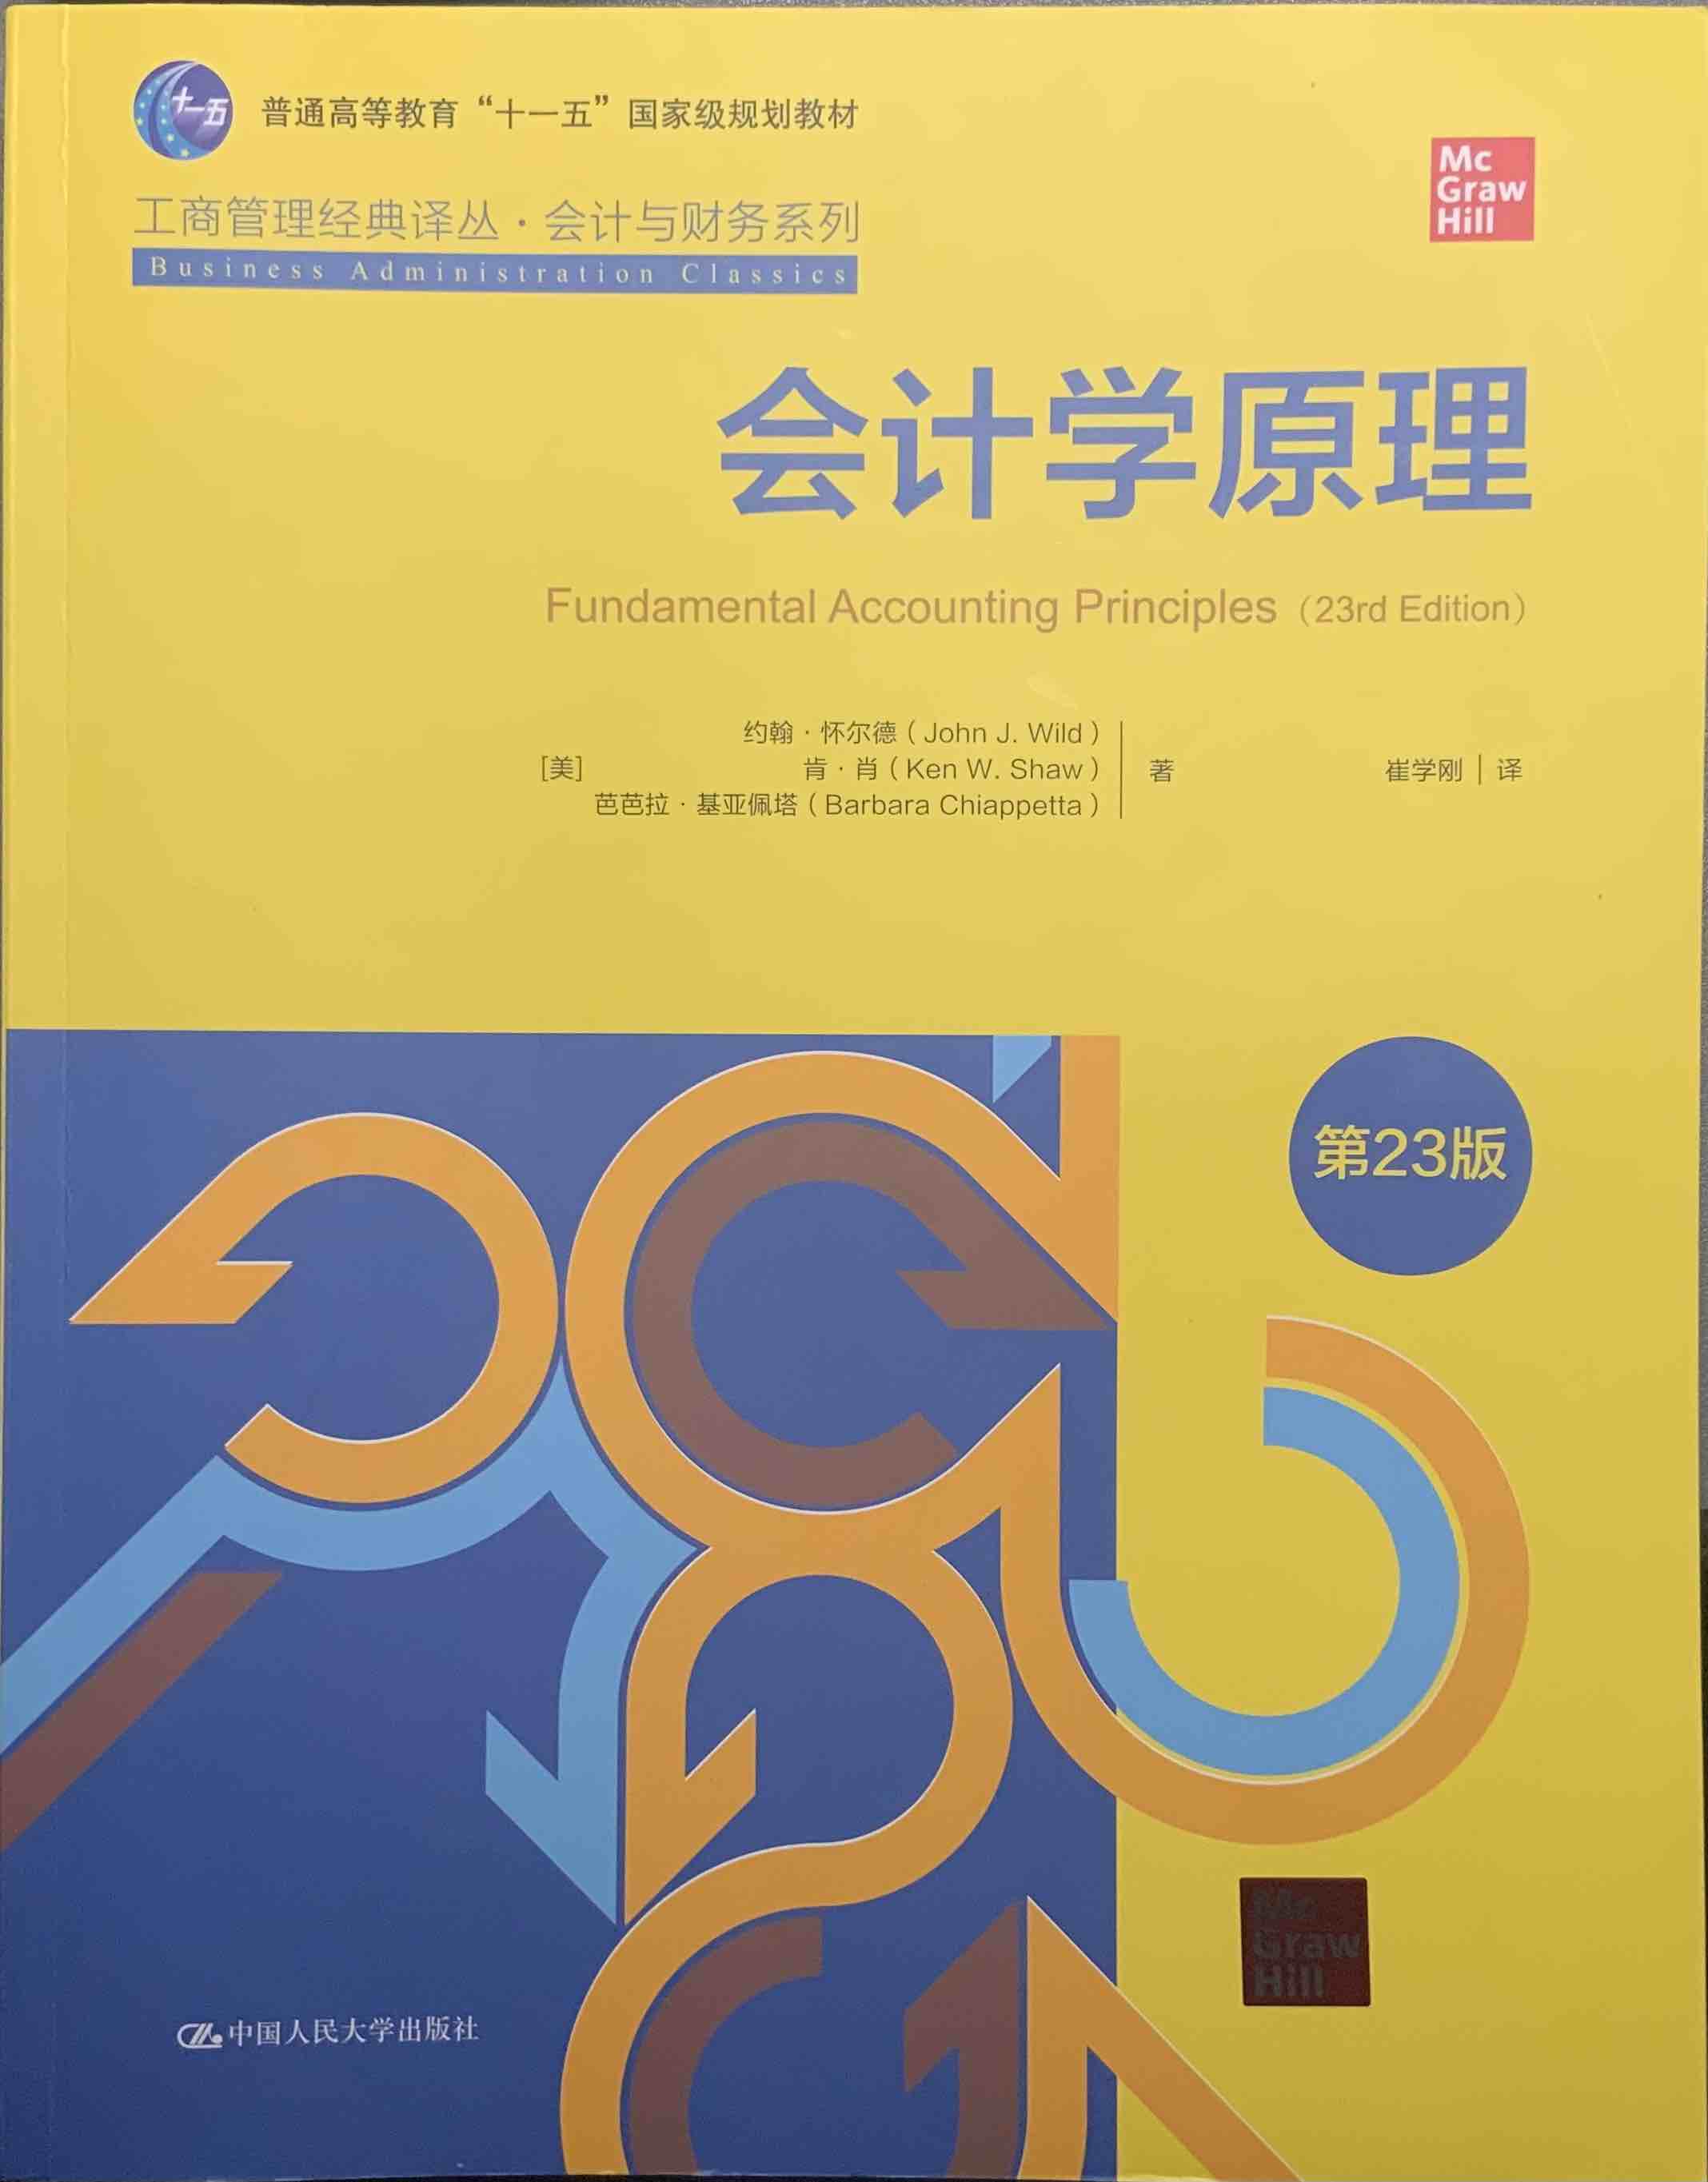 十一五
普通高等教育“十一五”国家级规划教材
Mc
Graw
Hill
工商管理经典译丛·会计与财务系列
Business Administration Classics
会计学原理
Fundamental Accounting Principles（23rd Edition）
约翰·怀尔德（John J. Wild）
[美] 肯·肖（Ken W. Shaw） 著 崔学刚 译
芭芭拉·基亚佩塔（Barbara Chiappetta）
第23版
Mc
Graw
Hill
中国人民大学出版社